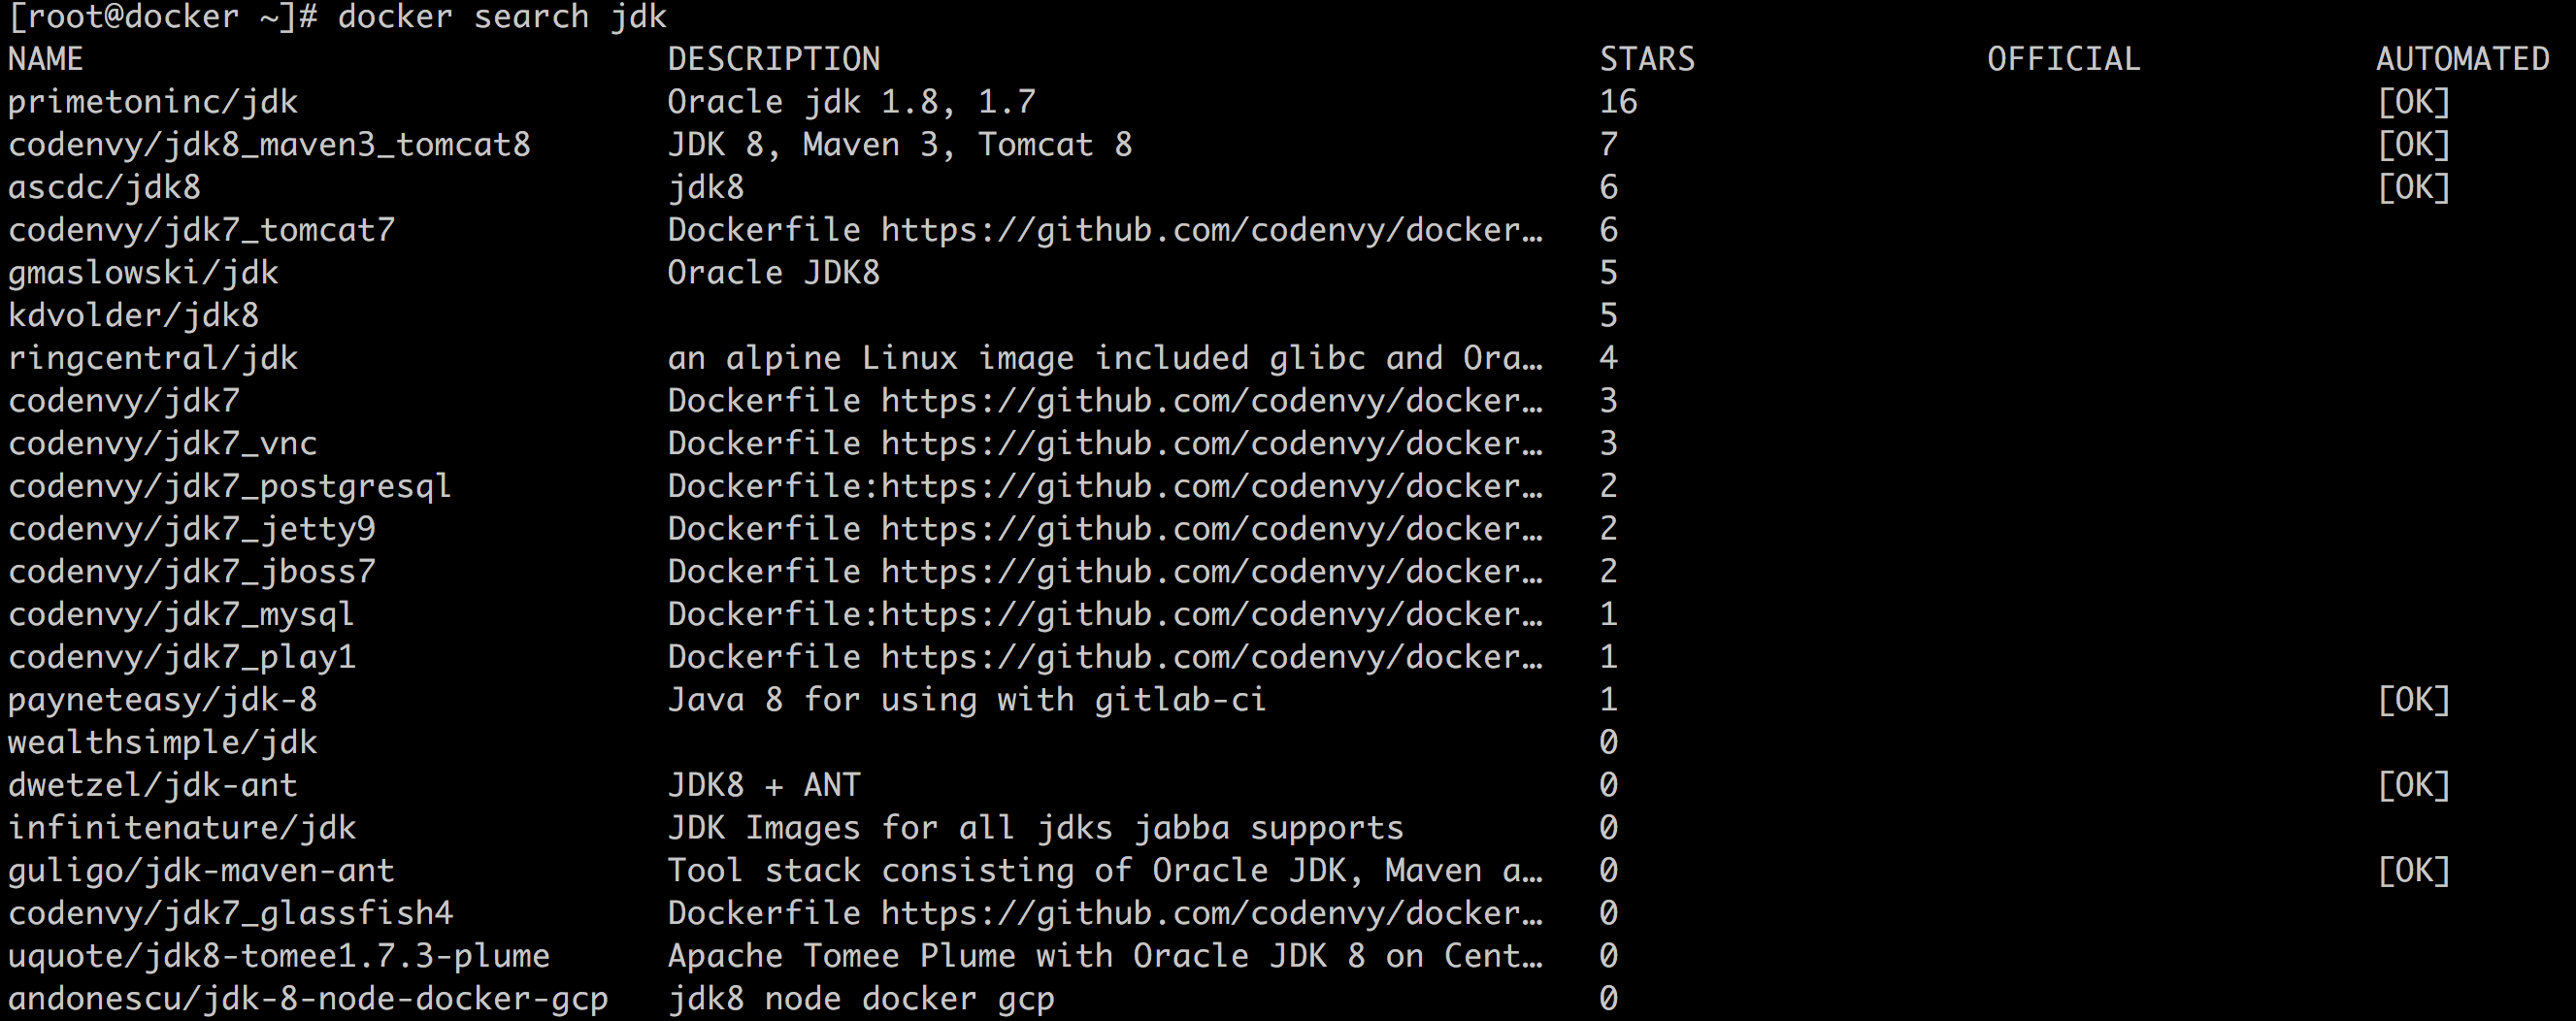 [root@docker ~]# docker search jdk
NAME DESCRIPTION STARS OFFICIAL AUTOMATED
primetoninc/jdk Oracle jdk 1.8, 1.7 16 [OK]
codenvy/jdk8_maven3_tomcat8 JDK 8, Maven 3, Tomcat 8 7 [OK]
ascdc/jdk8 jdk8 6 [OK]
codenvy/jdk7_tomcat7 Dockerfile https://github.com/codenvy/docker… 6
gmaslowski/jdk Oracle JDK8 5
kdvolder/jdk8 5
ringcentral/jdk an alpine Linux image included glibc and Ora… 4
codenvy/jdk7 Dockerfile https://github.com/codenvy/docker… 3
codenvy/jdk7_vnc Dockerfile https://github.com/codenvy/docker… 3
codenvy/jdk7_postgresql Dockerfile:https://github.com/codenvy/docker… 2
codenvy/jdk7_jetty9 Dockerfile https://github.com/codenvy/docker… 2
codenvy/jdk7_jboss7 Dockerfile https://github.com/codenvy/docker… 2
codenvy/jdk7_mysql Dockerfile:https://github.com/codenvy/docker… 1
codenvy/jdk7_play1 Dockerfile https://github.com/codenvy/docker… 1
payneteasy/jdk-8 Java 8 for using with gitlab-ci 1 [OK]
wealthsimple/jdk 0
dwetzel/jdk-ant JDK8 + ANT 0 [OK]
infinitenature/jdk JDK Images for all jdks jabba supports 0
guligo/jdk-maven-ant Tool stack consisting of Oracle JDK, Maven a… 0 [OK]
codenvy/jdk7_glassfish4 Dockerfile https://github.com/codenvy/docker… 0
uquote/jdk8-tomee1.7.3-plume Apache Tomee Plume with Oracle JDK 8 on Cent… 0
andonescu/jdk-8-node-docker-gcp jdk8 node docker gcp 0